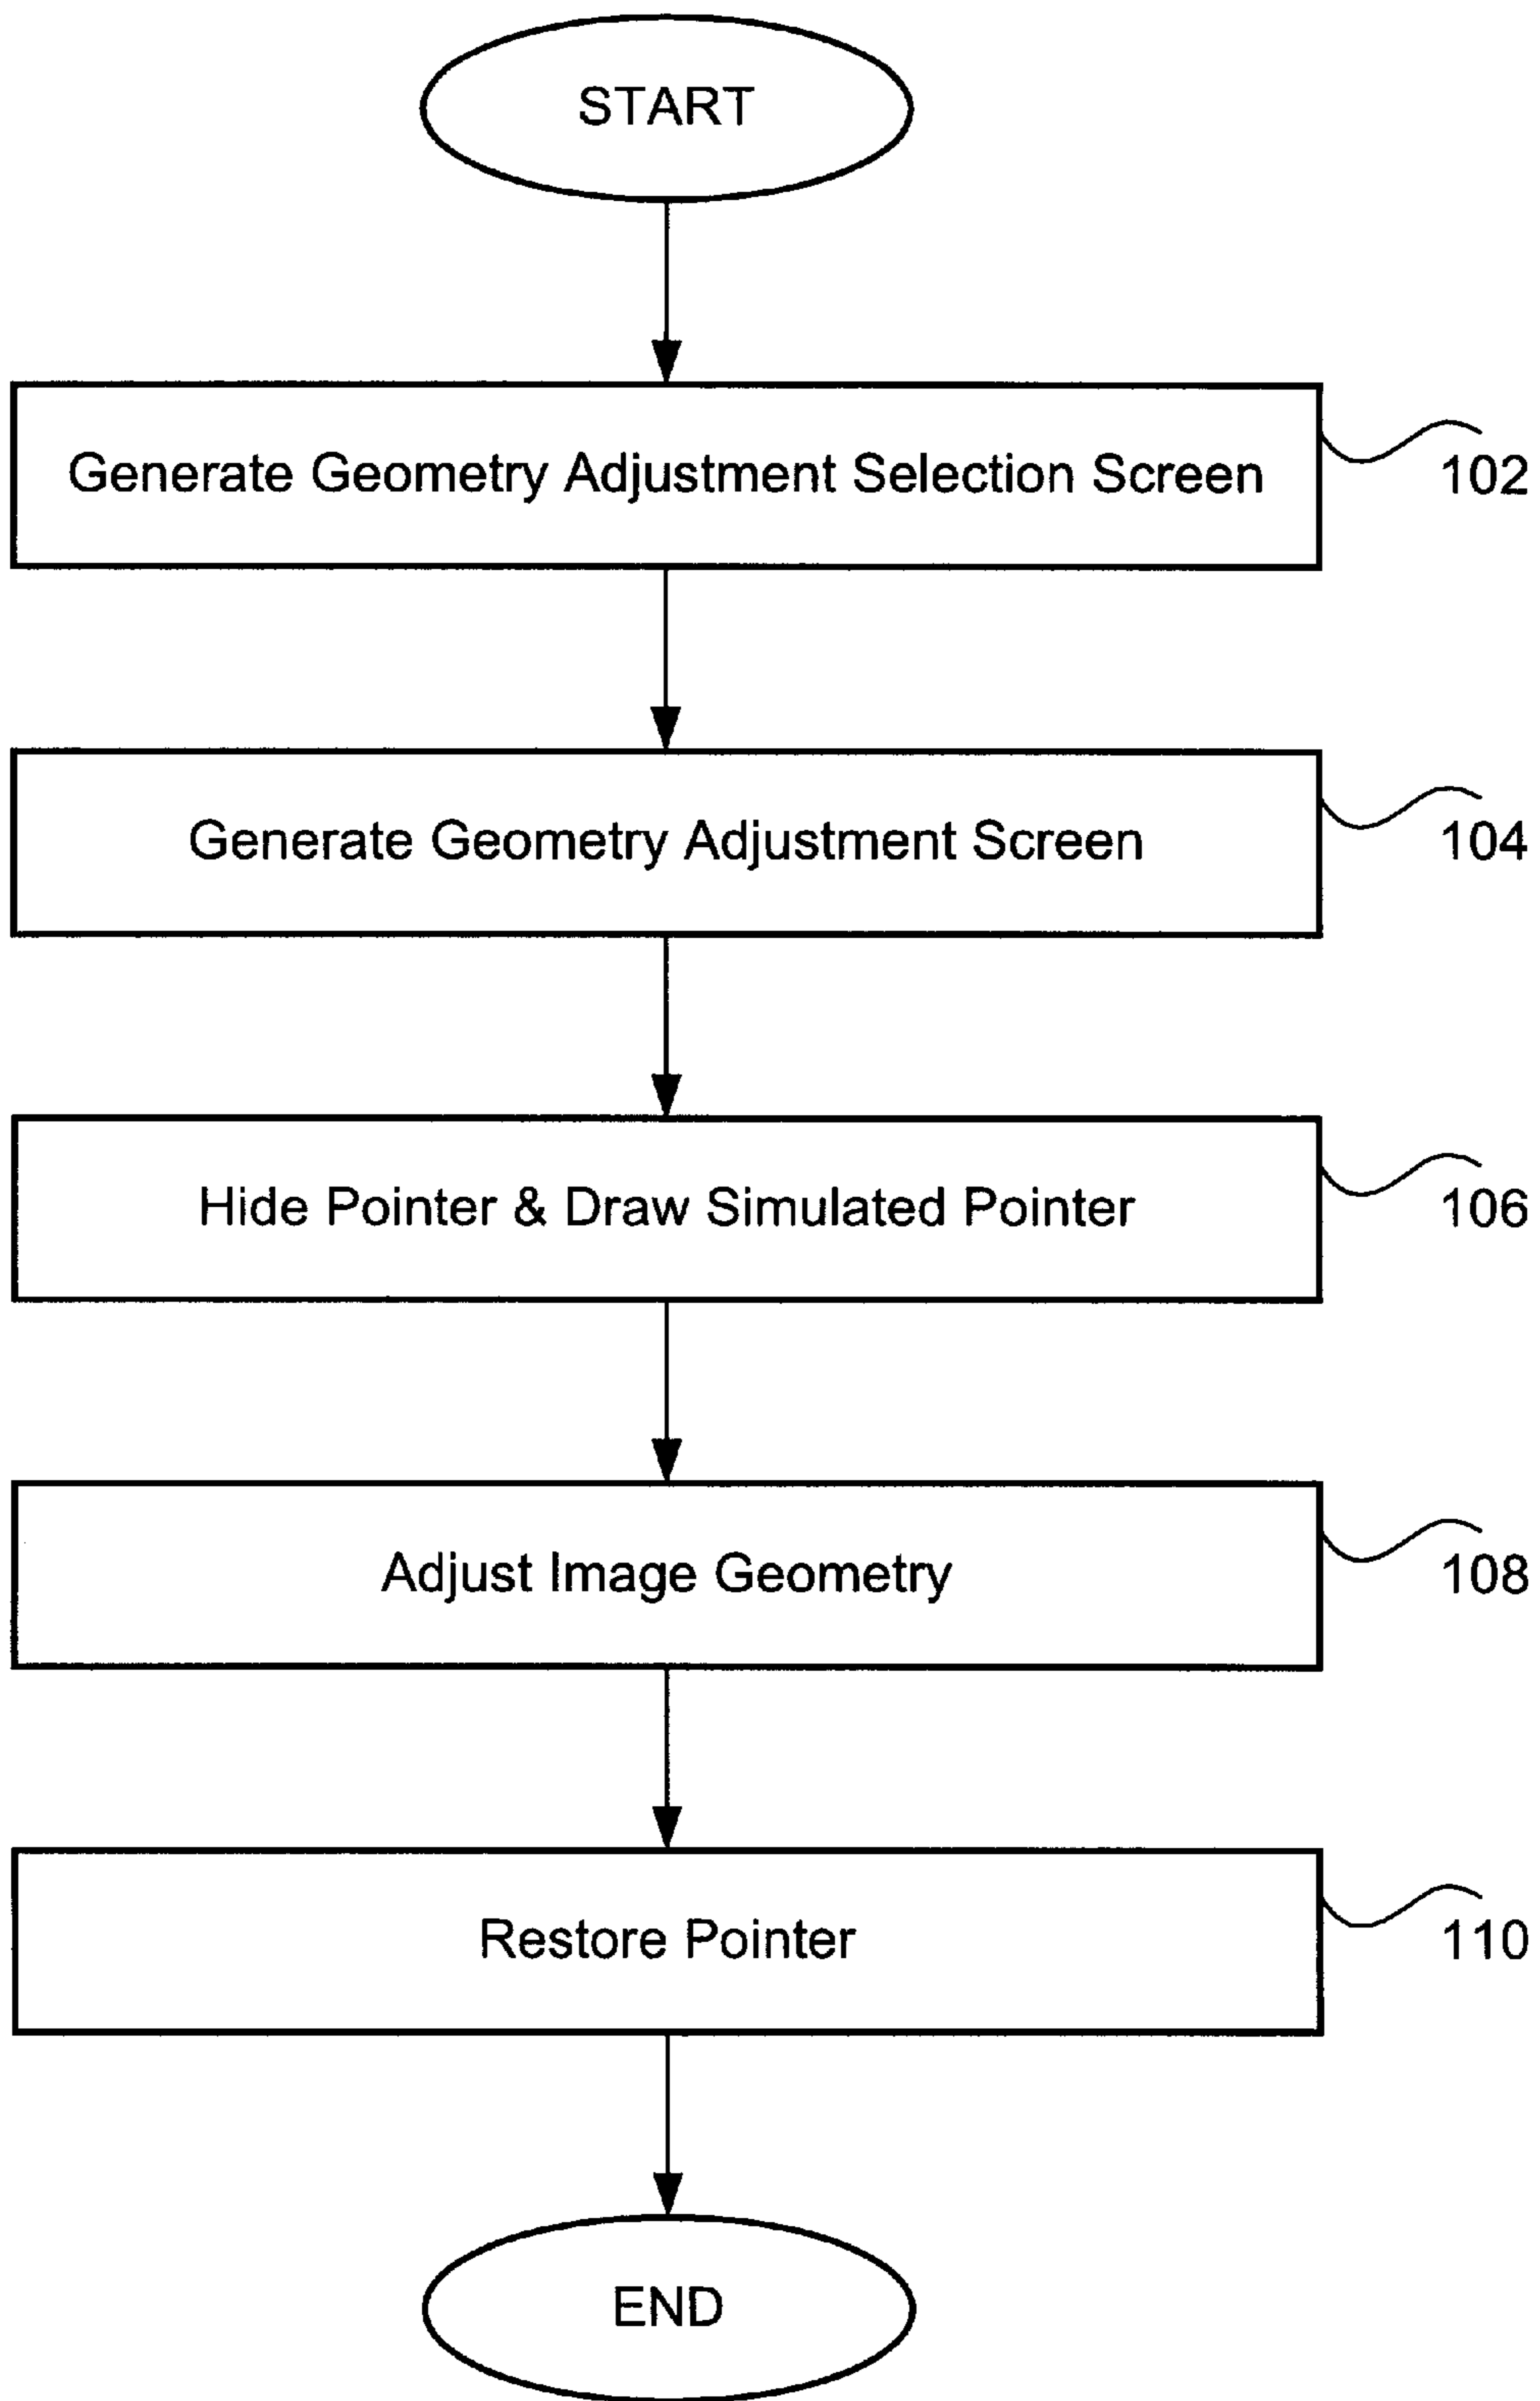 START
Generate Geometry Adjustment Selection Screen
102
Generate Geometry Adjustment Screen
104
Hide Pointer & Draw Simulated Pointer
106
Adjust Image Geometry
108
Restore Pointer
110
END